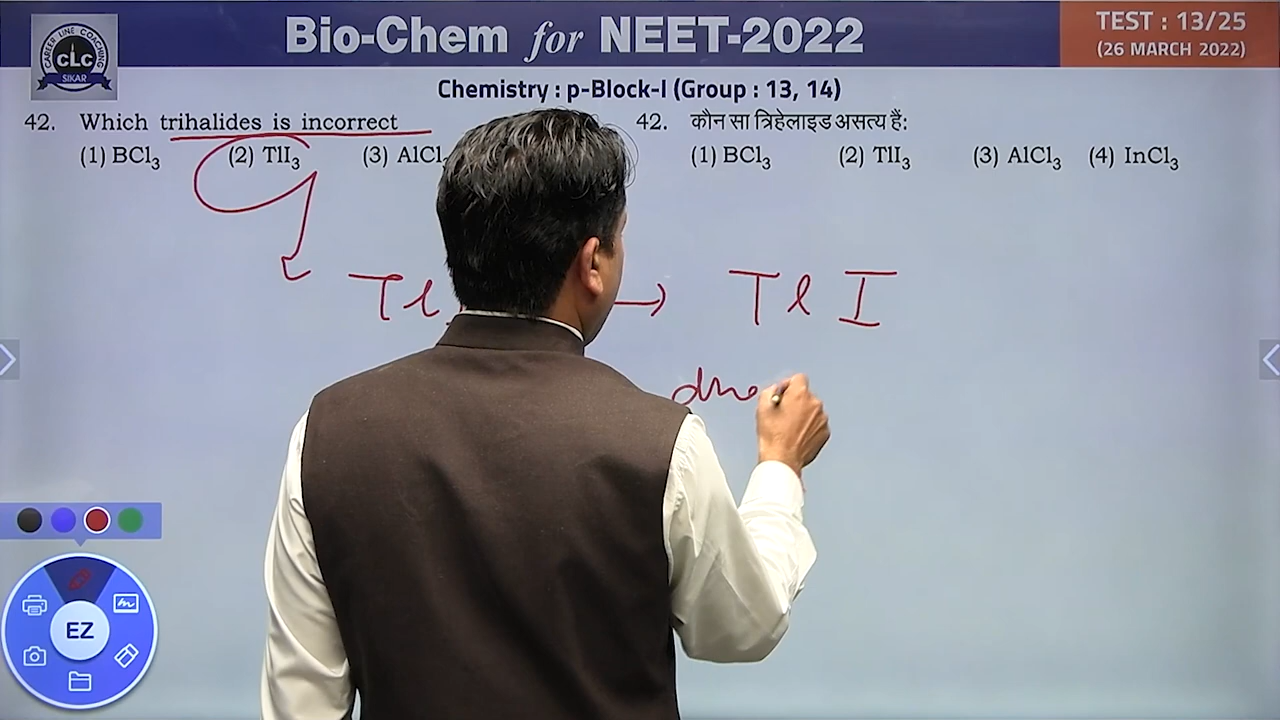 Bio-Chem for NEET-2022
TEST : 13/25
(26 MARCH 2022)
CAREER LINE COACHING
CLC
SIKAR
Chemistry : p-Block-I (Group : 13, 14)
42. Which trihalides is incorrect
(1) BCl₃ (2) TlI₃ (3) AlCl
42. कौन सा त्रिहेलाइड असत्य हैं:
(1) BCl₃ (2) TlI₃ (3) AlCl₃ (4) InCl₃
Tl → TlI
due
EZ